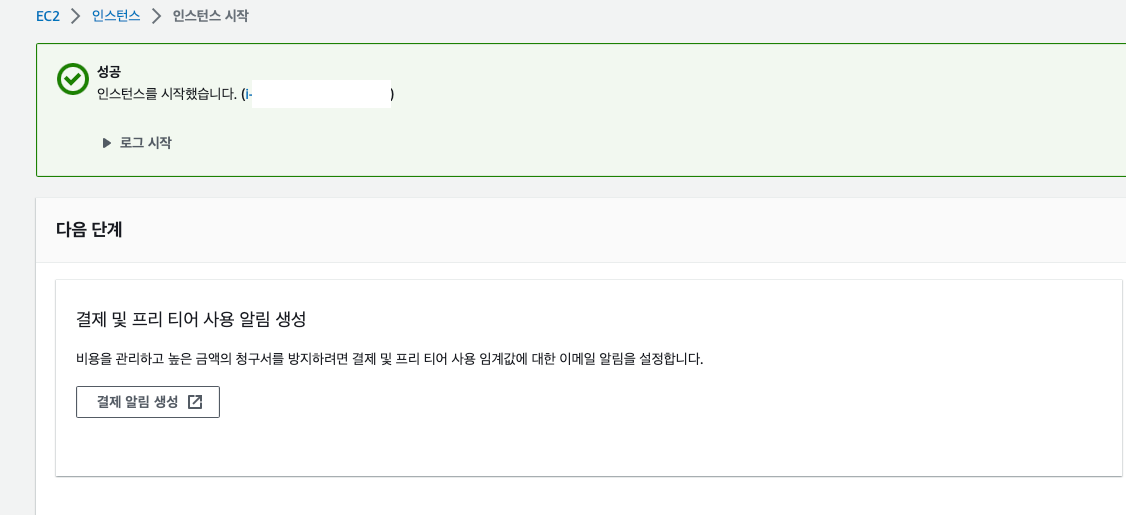 EC2 > 인스턴스 > 인스턴스 시작
성공
인스턴스를 시작했습니다. (i- )
로그 시작
다음 단계
결제 및 프리 티어 사용 알림 생성
비용을 관리하고 높은 금액의 청구서를 방지하려면 결제 및 프리 티어 사용 임계값에 대한 이메일 알림을 설정합니다.
결제 알림 생성